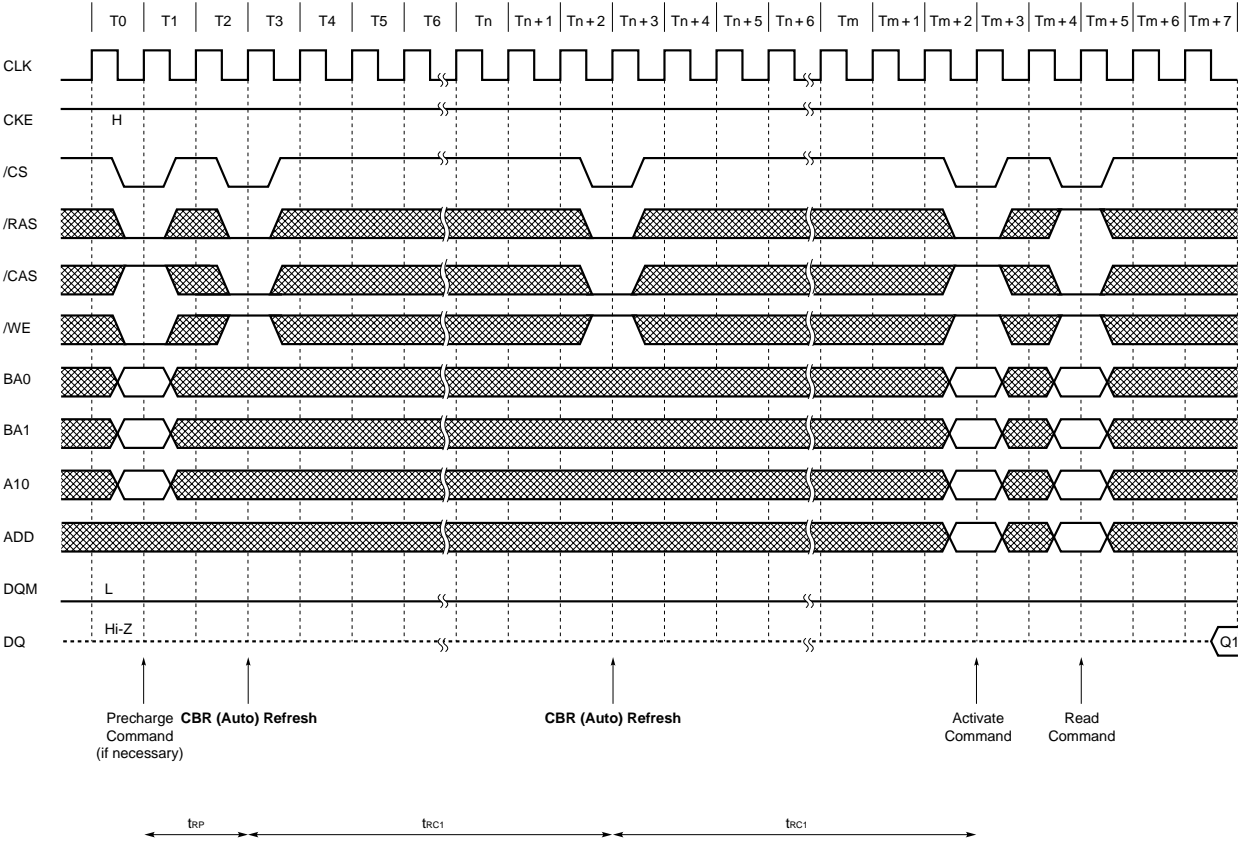 T0 T1 T2 T3 T4 T5 T6 Tn Tn + 1 Tn + 2 Tn + 3 Tn + 4 Tn + 5 Tn + 6 Tm Tm + 1 Tm + 2 Tm + 3 Tm + 4 Tm + 5 Tm + 6 Tm + 7
CLK
CKE H
/CS
/RAS
/CAS
/WE
BA0
BA1
A10
ADD
DQM L
DQ Hi-Z Q1
Precharge
Command
(if necessary)
CBR (Auto) Refresh
CBR (Auto) Refresh
Activate
Command
Read
Command
tRP tRC1 tRC1